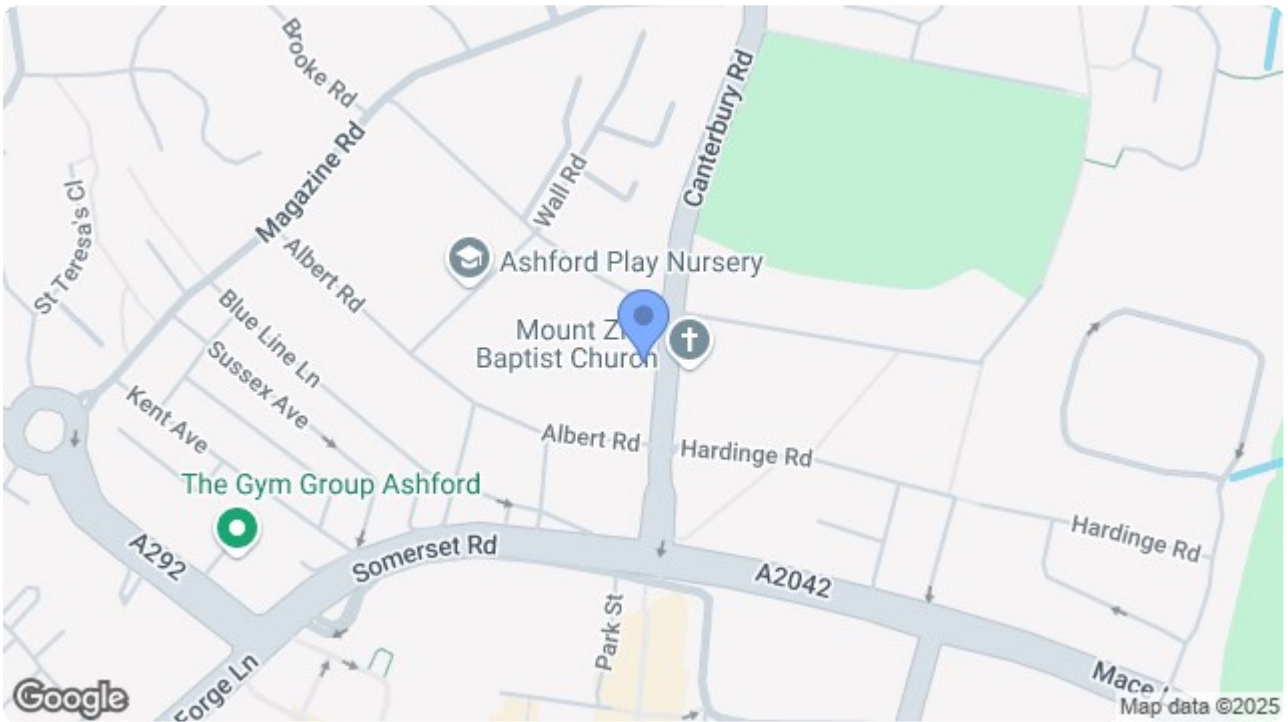 Brooke Rd
Canterbury Rd
Magazine Rd
Wall Rd
St Teresa's Cl
Albert Rd
Ashford Play Nursery
Blue Line Ln
Mount
Baptist Church
Sussex Ave
Kent Ave
Albert Rd
Hardinge Rd
The Gym Group Ashford
Hardinge Rd
A292
Somerset Rd
A2042
Park St
Forge Ln
Mace
Google
Map data ©2025